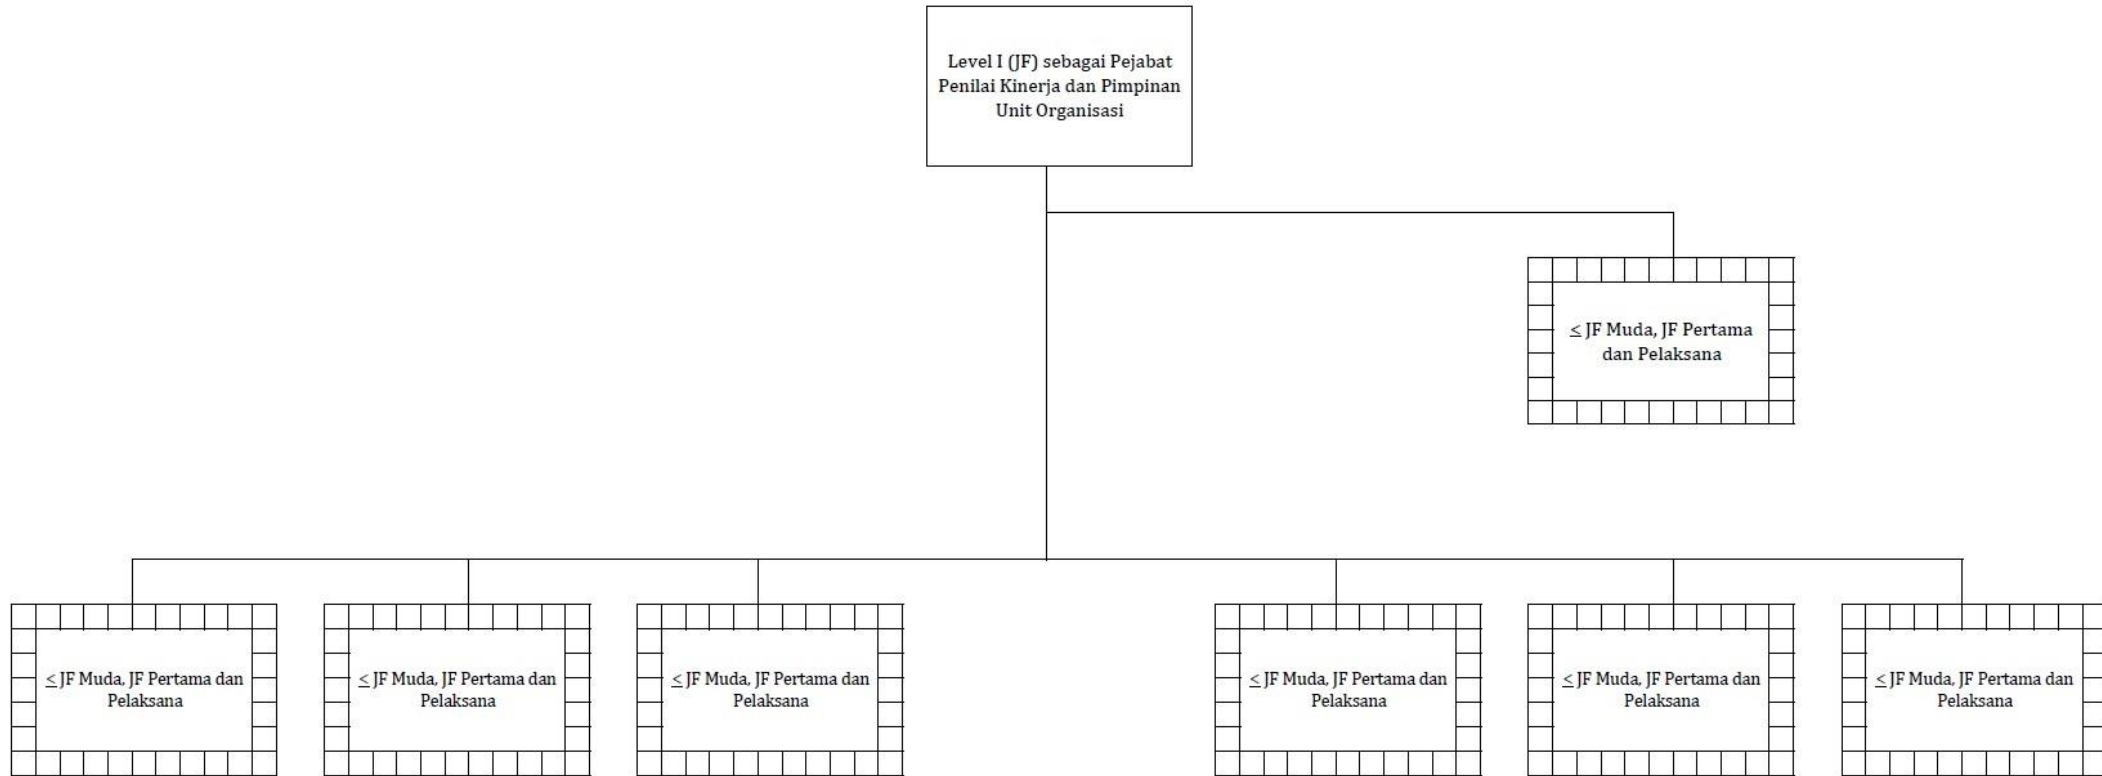 Level I (JF) sebagai Pejabat
Penilai Kinerja dan Pimpinan
Unit Organisasi
≤ JF Muda, JF Pertama
dan Pelaksana
≤ JF Muda, JF Pertama dan
Pelaksana
≤ JF Muda, JF Pertama dan
Pelaksana
≤ JF Muda, JF Pertama dan
Pelaksana
≤ JF Muda, JF Pertama dan
Pelaksana
≤ JF Muda, JF Pertama dan
Pelaksana
≤ JF Muda, JF Pertama dan
Pelaksana